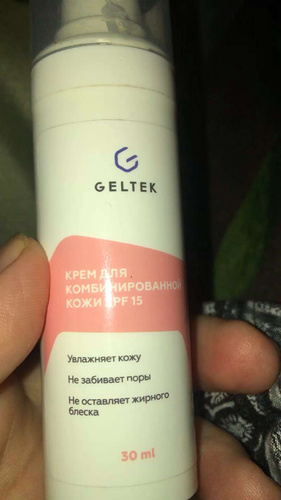 GELTEK
КРЕМ ДЛЯ
КОМБИНИРОВАННОЙ
КОЖИ SPF 15
Увлажняет кожу
Не забивает поры
Не оставляет жирного
блеска
30 ml